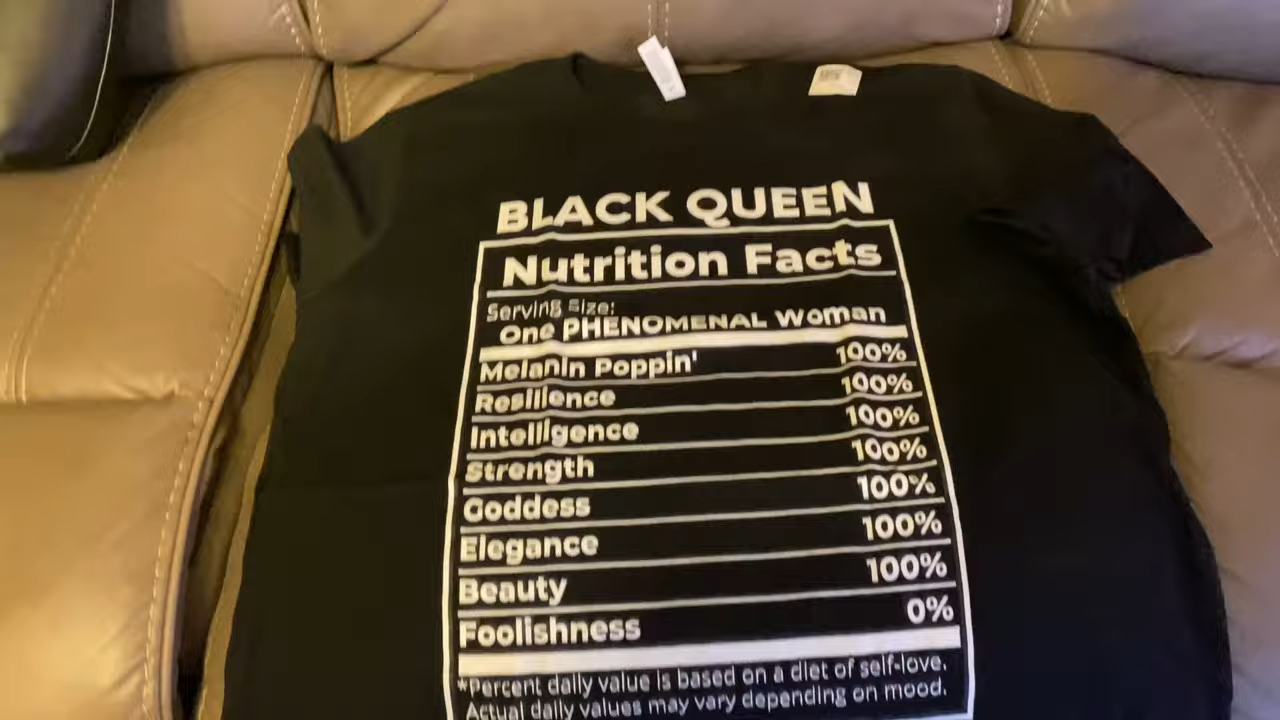 BLACK QUEEN
Nutrition Facts
Serving Size:
One PHENOMENAL Woman
Melanin Poppin' 100%
Resilience 100%
Intelligence 100%
Strength 100%
Goddess 100%
Elegance 100%
Beauty 100%
Foolishness 0%
*Percent daily value is based on a diet of self-love.
Actual daily values may vary depending on mood.